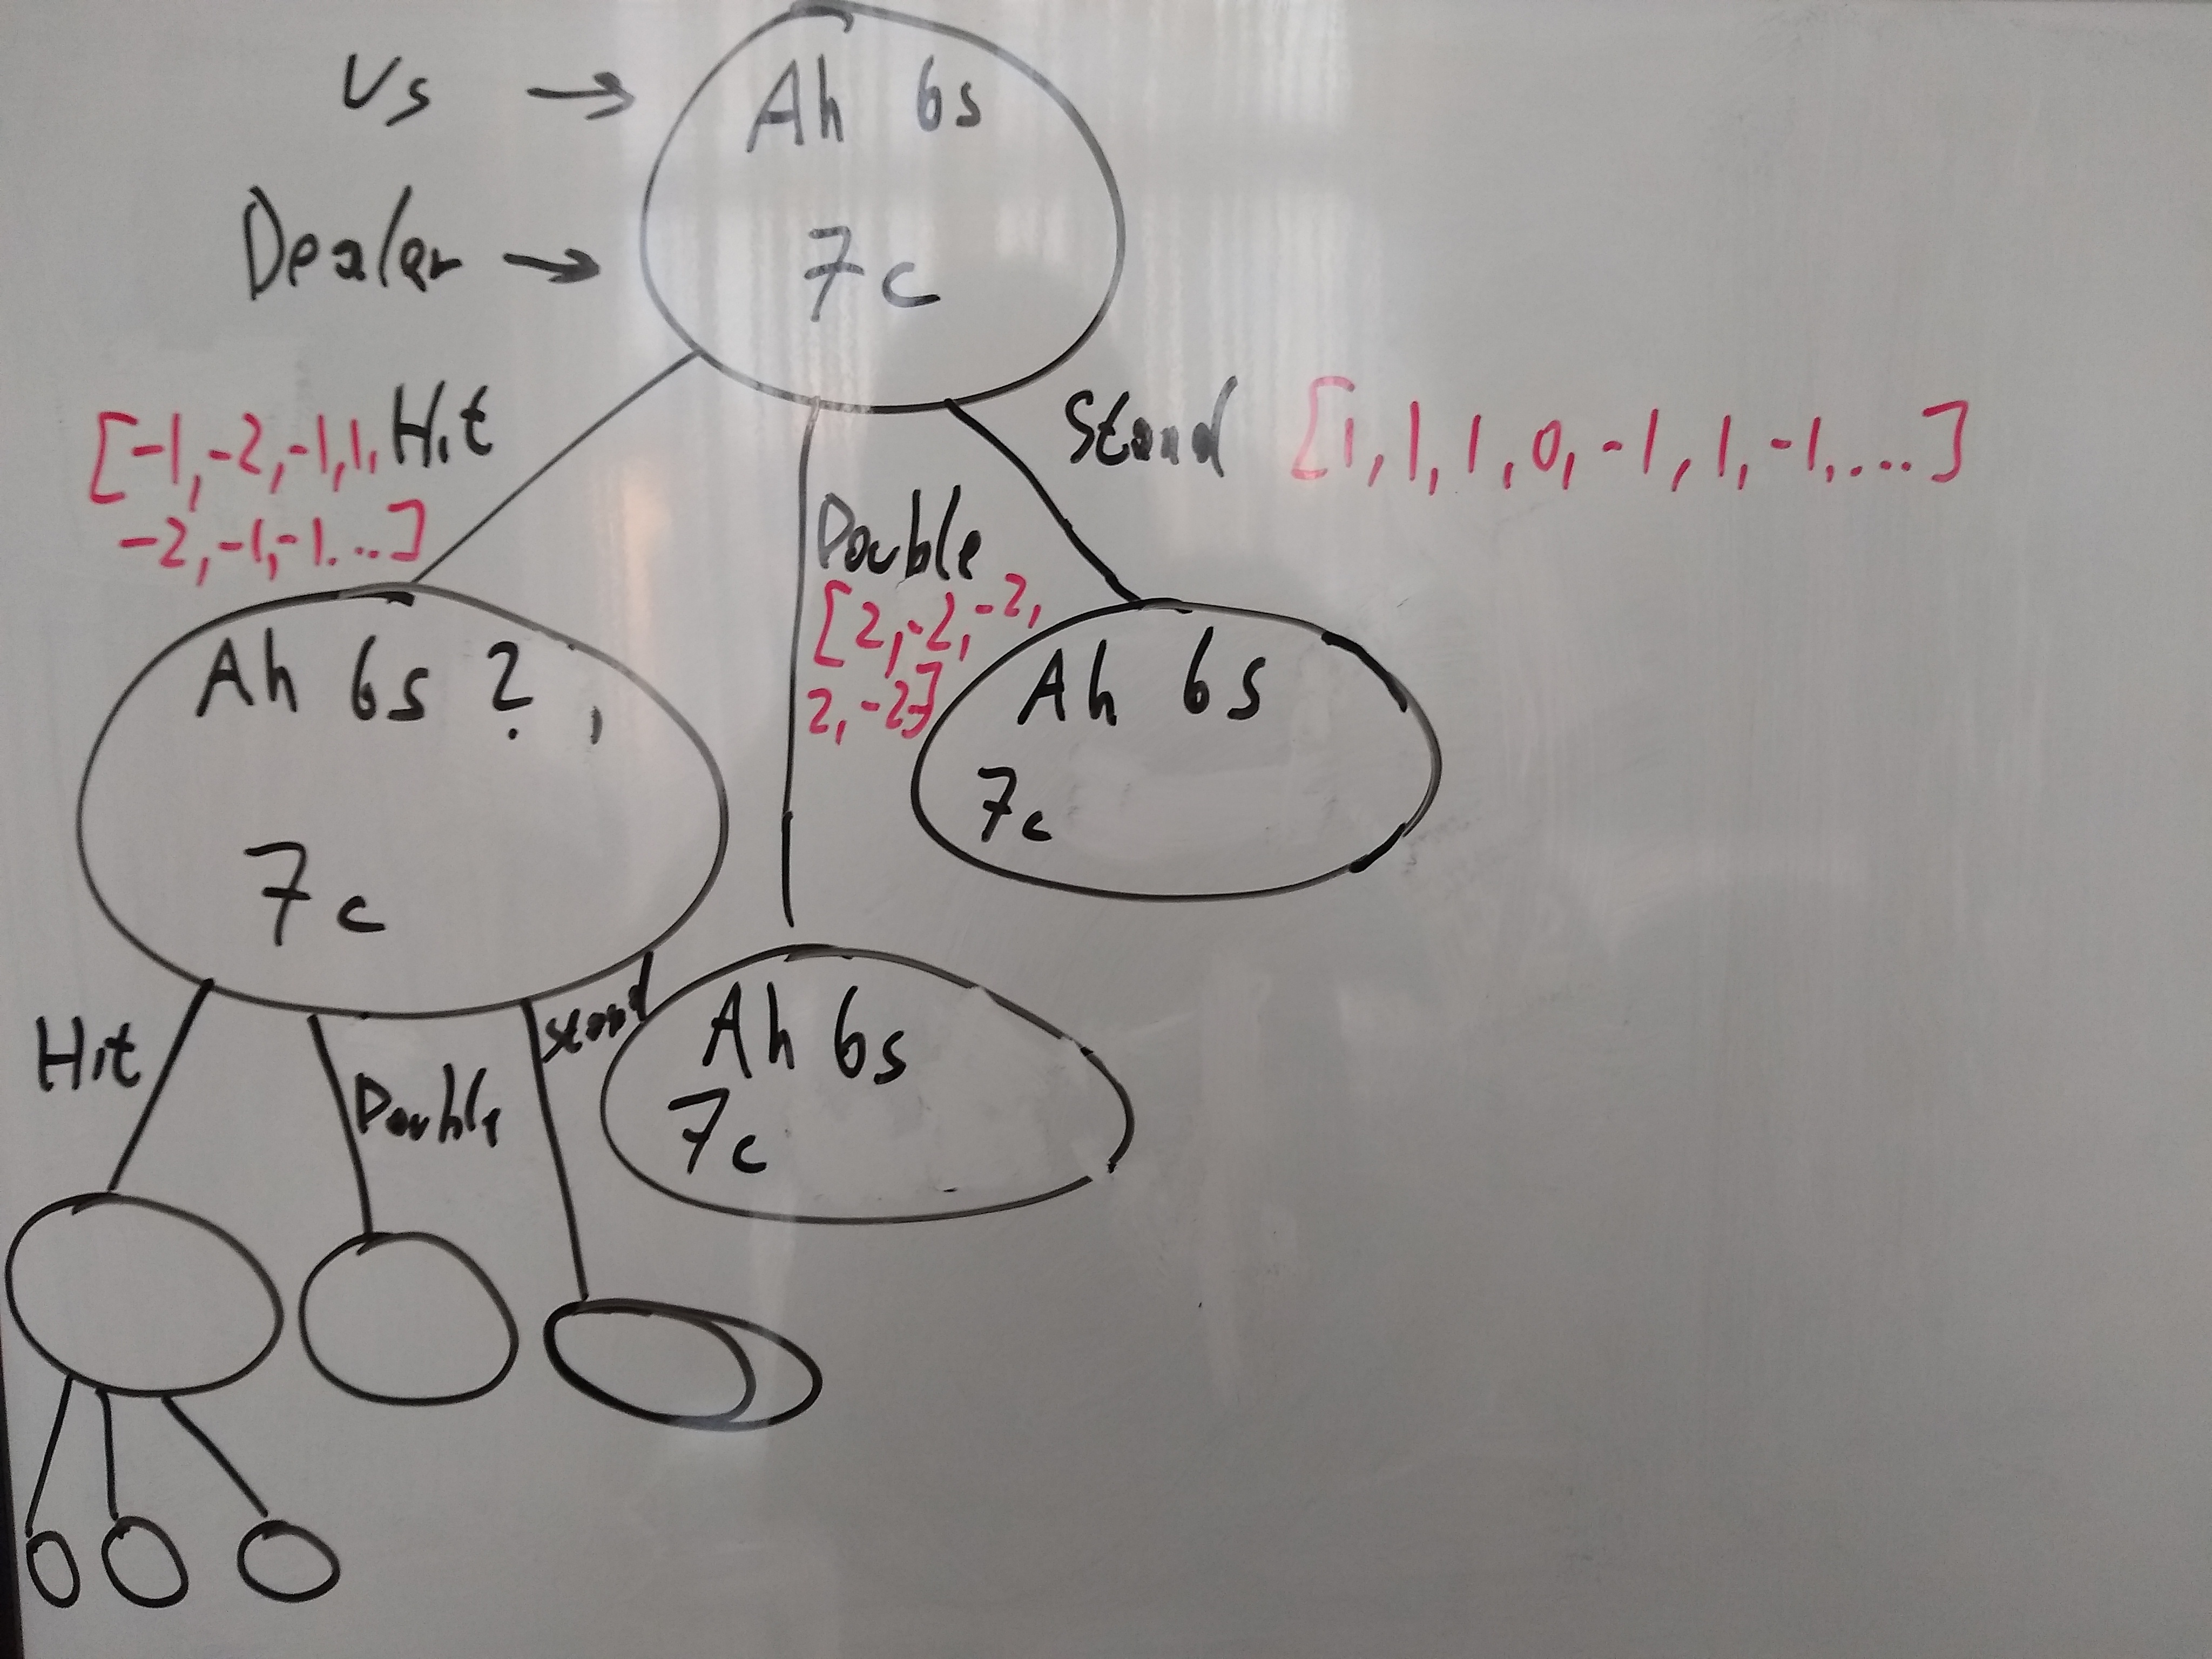 Us →
Ah 6s
Dealer →
7c
[-1,-2,-1,1,
-2,-1,-1...]
Hit
Stand [1,1,1,0,-1,1,-1,...]
Double
[2,-2,-2,
2,-2]
Ah 6s ?
7c
Ah 6s
7c
Ah 6s
7c
Hit
Double
Stand